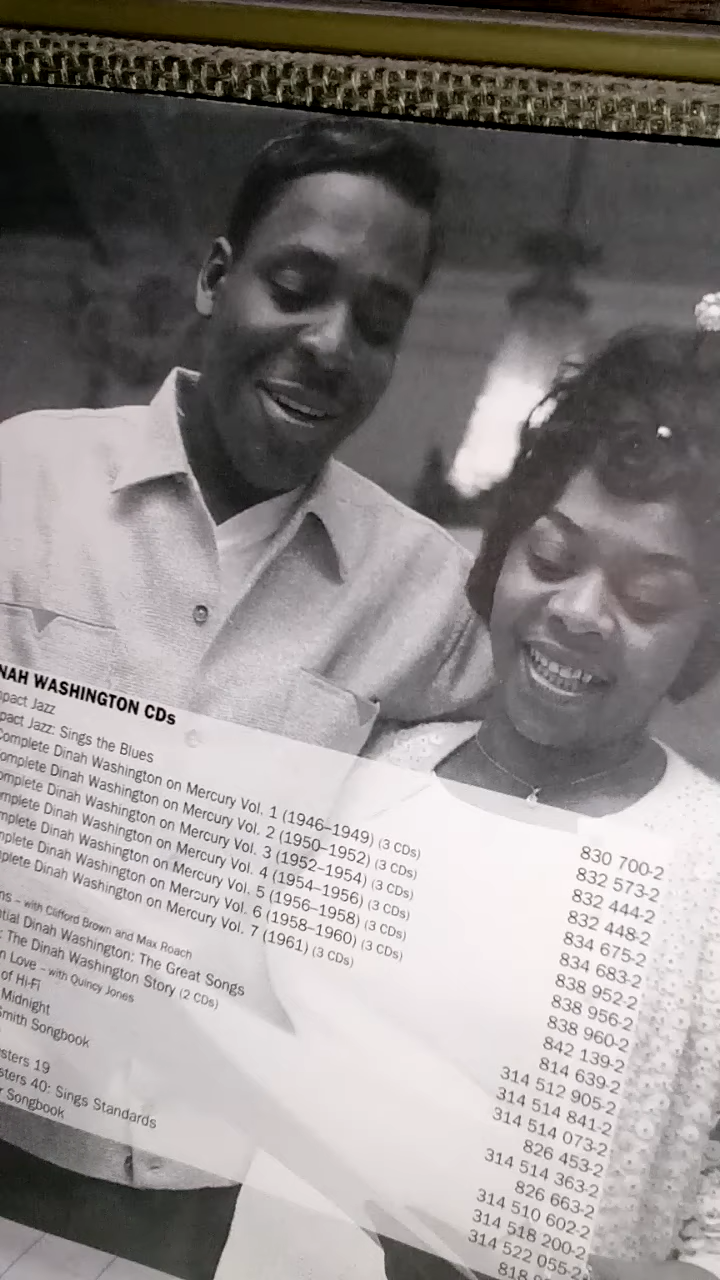 NAH WASHINGTON CDs
pact Jazz 830 700-2
pact Jazz: Sings the Blues 832 573-2
Complete Dinah Washington on Mercury Vol. 1 (1946–1949) (3 CDs) 832 444-2
omplete Dinah Washington on Mercury Vol. 2 (1950–1952) (3 CDs) 832 448-2
omplete Dinah Washington on Mercury Vol. 3 (1952–1954) (3 CDs) 834 675-2
mplete Dinah Washington on Mercury Vol. 4 (1954–1956) (3 CDs) 834 683-2
mplete Dinah Washington on Mercury Vol. 5 (1956–1958) (3 CDs) 838 952-2
mplete Dinah Washington on Mercury Vol. 6 (1958–1960) (3 CDs) 838 956-2
plete Dinah Washington on Mercury Vol. 7 (1961) (3 CDs) 838 960-2
842 139-2
ns – with Clifford Brown and Max Roach 814 639-2
tial Dinah Washington: The Great Songs 314 512 905-2
: The Dinah Washington Story (2 CDs) 314 514 841-2
n Love – with Quincy Jones 314 514 073-2
of Hi-Fi 826 453-2
Midnight 314 514 363-2
Smith Songbook 826 663-2
314 510 602-2
sters 19 314 518 200-2
sters 40: Sings Standards 314 522 055-2
r Songbook 818